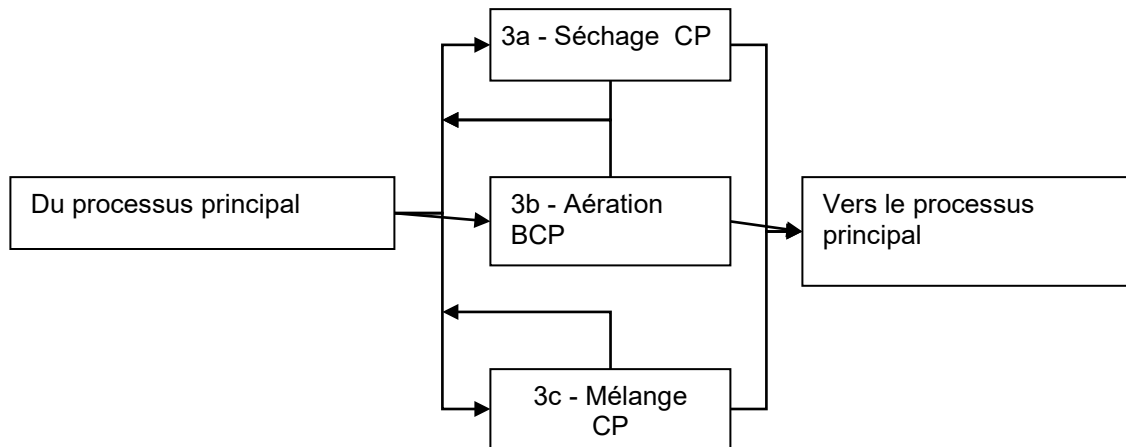 3a - Séchage  CP
Du processus principal
3b - Aération
BCP
Vers le processus
principal
3c - Mélange
CP